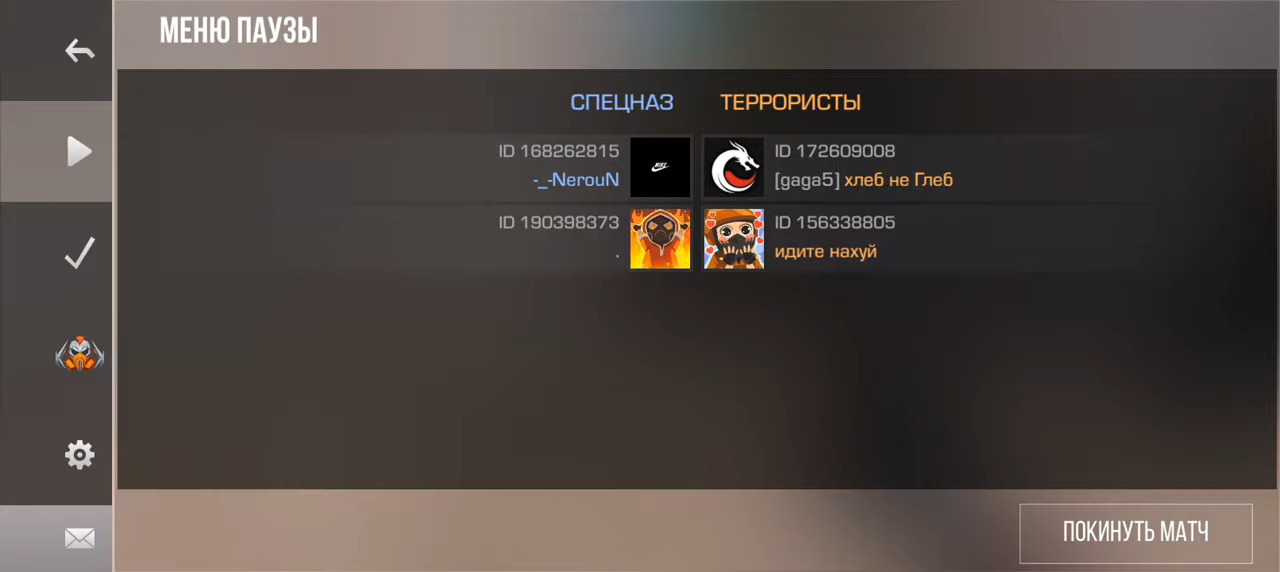 МЕНЮ ПАУЗЫ
СПЕЦНАЗ
ТЕРРОРИСТЫ
ID 168262815
-_-NerouN
NIKE
ID 172609008
[gaga5] хлеб не Глеб
ID 190398373
.
ID 156338805
идите нахуй
ПОКИНУТЬ МАТЧ